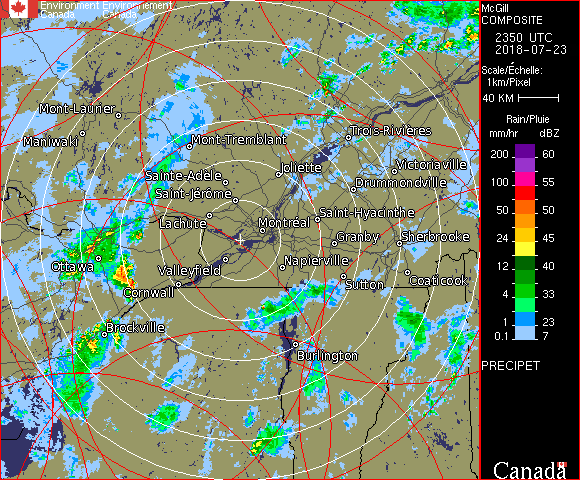 Environment Environnement
Canada Canada
McGill
COMPOSITE
2350 UTC
2018-07-23
Scale/Échelle:
1km/Pixel
40 KM
Rain/Pluie
mm/hr dBZ
200 60
100 55
50 50
24 45
12 40
4 33
1 23
0.1 7
PRECIPET
Mont-Laurier
Maniwaki
Mont-Tremblant
Trois-Rivières
Sainte-Adèle
Joliette
Victoriaville
Saint-Jérôme
Drummondville
Lachute
Montréal
Saint-Hyacinthe
Granby
Sherbrooke
Ottawa
Valleyfield
Napierville
Cornwall
Sutton
Coaticook
Brockville
Burlington
Canada